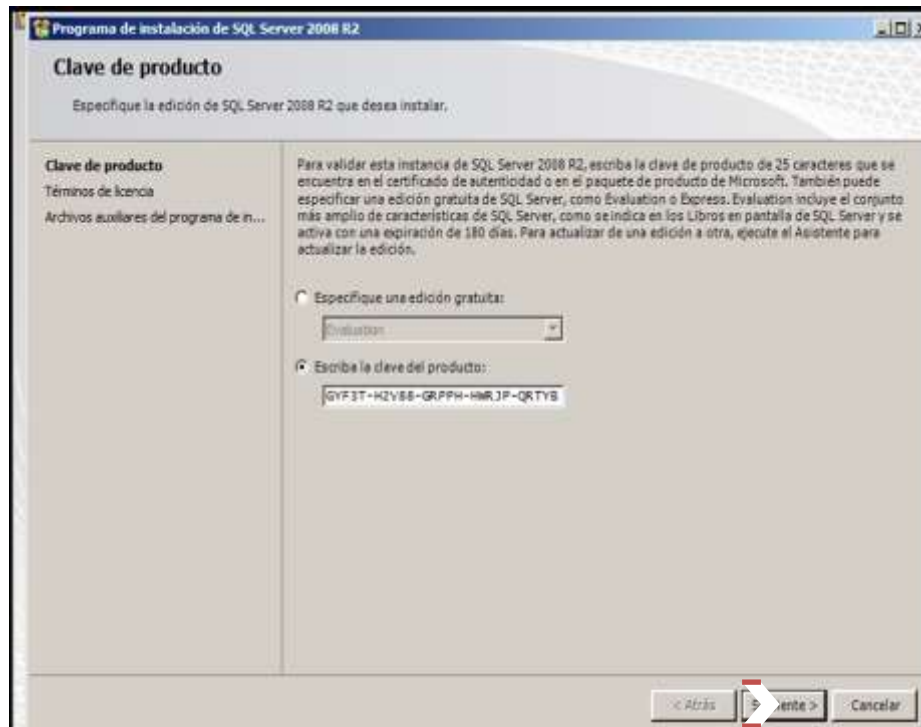 Programa de instalación de SQL Server 2008 R2
Clave de producto
Especifique la edición de SQL Server 2008 R2 que desea instalar.
Clave de producto
Términos de licencia
Archivos auxiliares del programa de in...
Para validar esta instancia de SQL Server 2008 R2, escriba la clave de producto de 25 caracteres que se
encuentra en el certificado de autenticidad o en el paquete de producto de Microsoft. También puede
especificar una edición gratuita de SQL Server, como Evaluation o Express. Evaluation incluye el conjunto
más amplio de características de SQL Server, como se indica en los Libros en pantalla de SQL Server y se
activa con una expiración de 180 días. Para actualizar de una edición a otra, ejecute el Asistente para
actualizar la edición.
Especifique una edición gratuita:
Evaluation
Escriba la clave del producto:
< Atrás
Cancelar